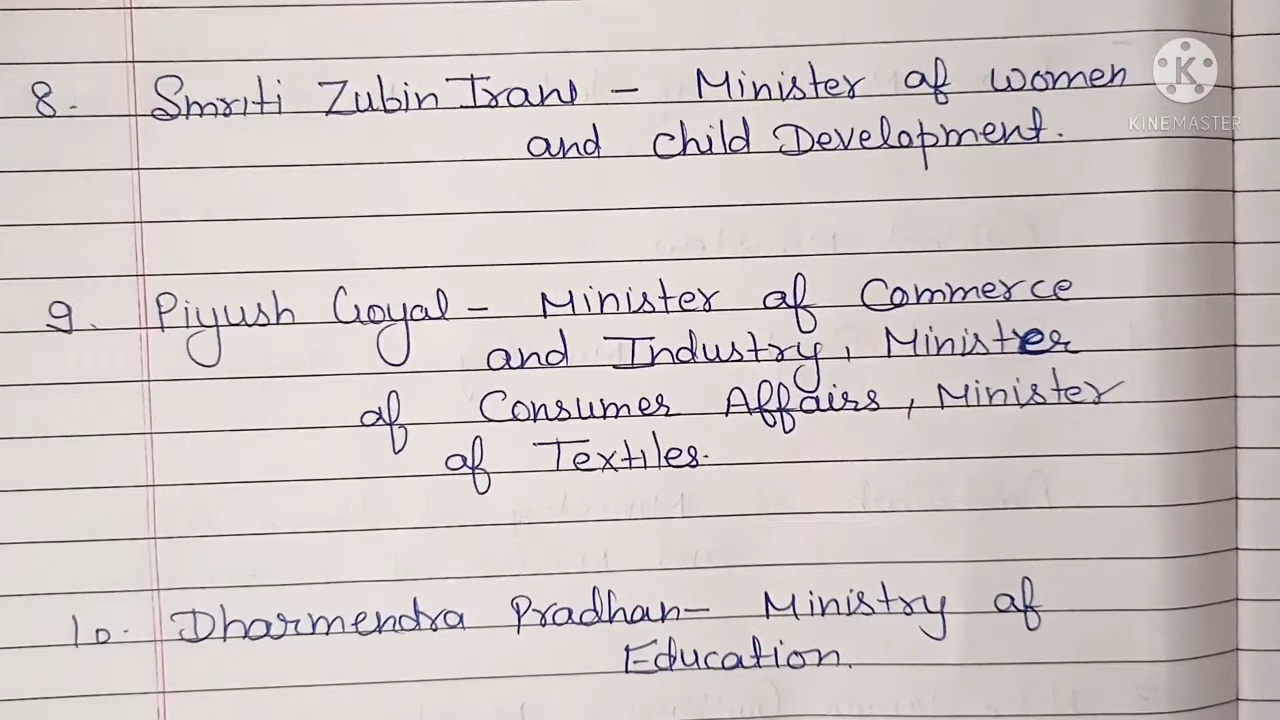 8. Smriti Zubin Irani - Minister of women
and child Development.
9. Piyush Goyal - Minister of Commerce
and Industry, Minister
of Consumer Affairs, Minister
of Textiles.
10. Dharmendra Pradhan - Ministry of
Education.
K
KINEMASTER